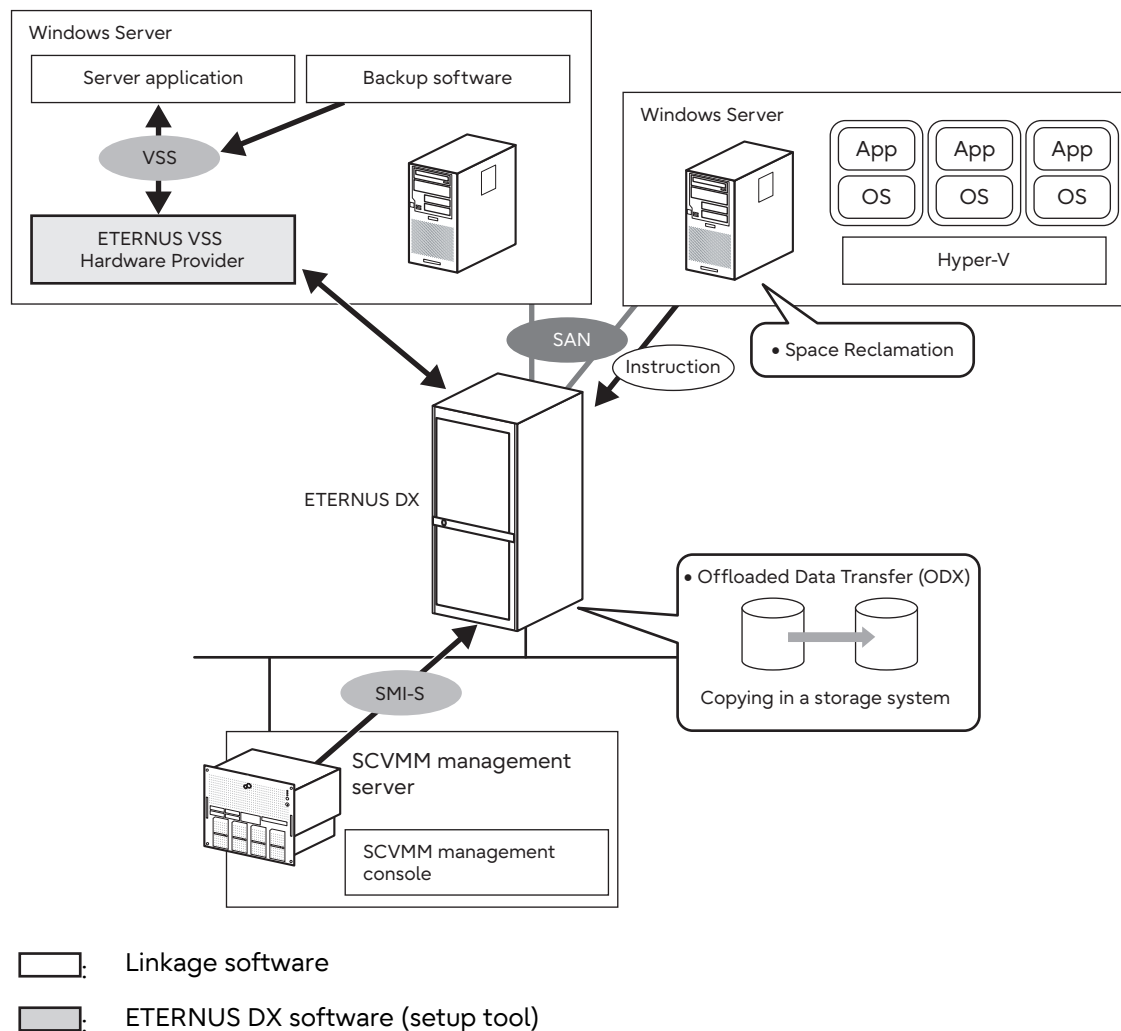 Windows Server
Server application
Backup software
VSS
ETERNUS VSS
Hardware Provider
Windows Server
App
App
App
OS
OS
OS
Hyper-V
SAN
Instruction
• Space Reclamation
ETERNUS DX
• Offloaded Data Transfer (ODX)
Copying in a storage system
SMI-S
SCVMM management
server
SCVMM management
console
: Linkage software
: ETERNUS DX software (setup tool)